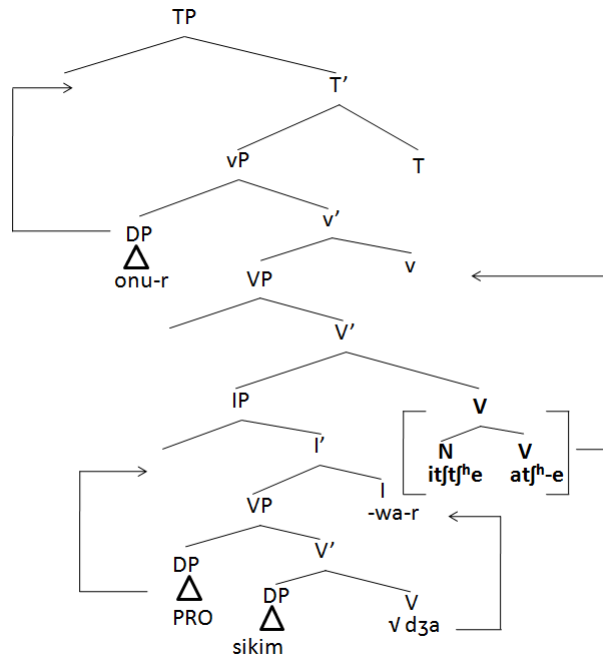 TP
T’
vP T
DP v’
onu-r
VP v
V’
IP V
I’ N V
itʃtʃʰe atʃʰ-e
VP I
-wa-r
DP V’
PRO DP V
sikim √ dʒa